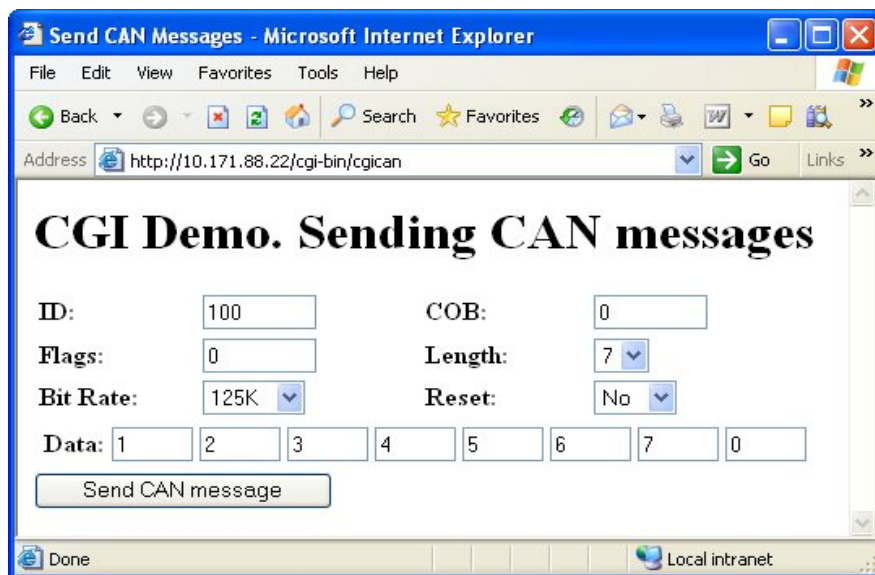 Send CAN Messages - Microsoft Internet Explorer
File Edit View Favorites Tools Help
Back Search Favorites W »
Address http://10.171.88.22/cgi-bin/cgican Go Links »
CGI Demo. Sending CAN messages
ID: 100 COB: 0
Flags: 0 Length: 7
Bit Rate: 125K Reset: No
Data: 1 2 3 4 5 6 7 0
Send CAN message
Done Local intranet